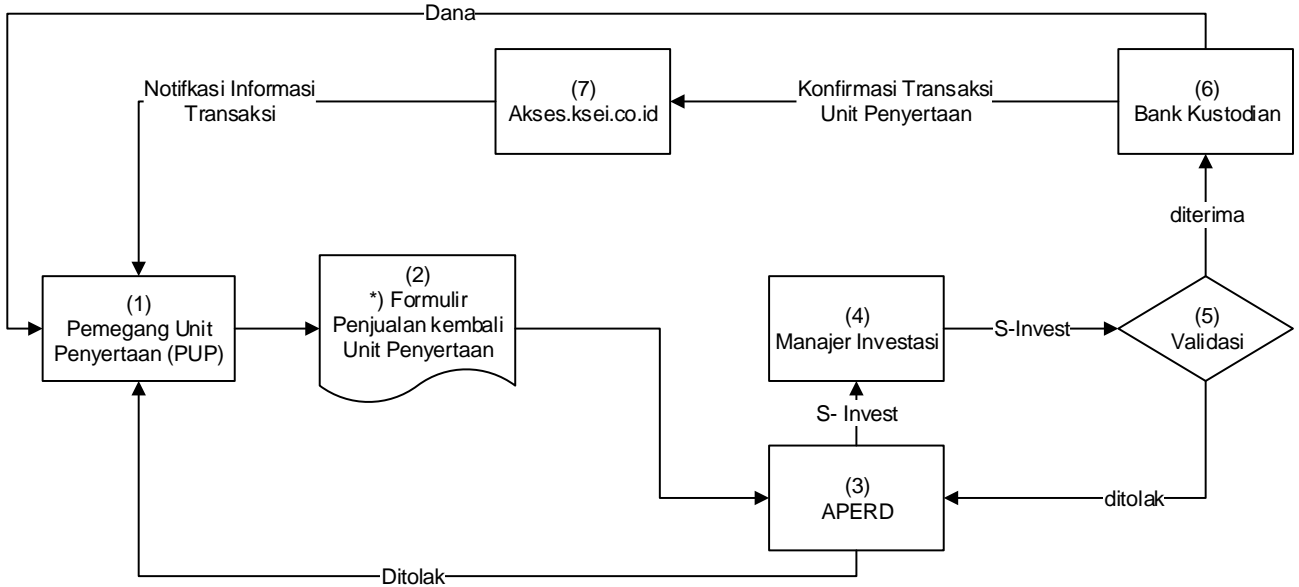 Dana
Notifkasi Informasi
Transaksi
(7)
Akses.ksei.co.id
Konfirmasi Transaksi
Unit Penyertaan
(6)
Bank Kustodian
diterima
(1)
Pemegang Unit
Penyertaan (PUP)
(2)
*) Formulir
Penjualan kembali
Unit Penyertaan
(4)
Manajer Investasi
S-Invest
(5)
Validasi
S- Invest
(3)
APERD
ditolak
Ditolak